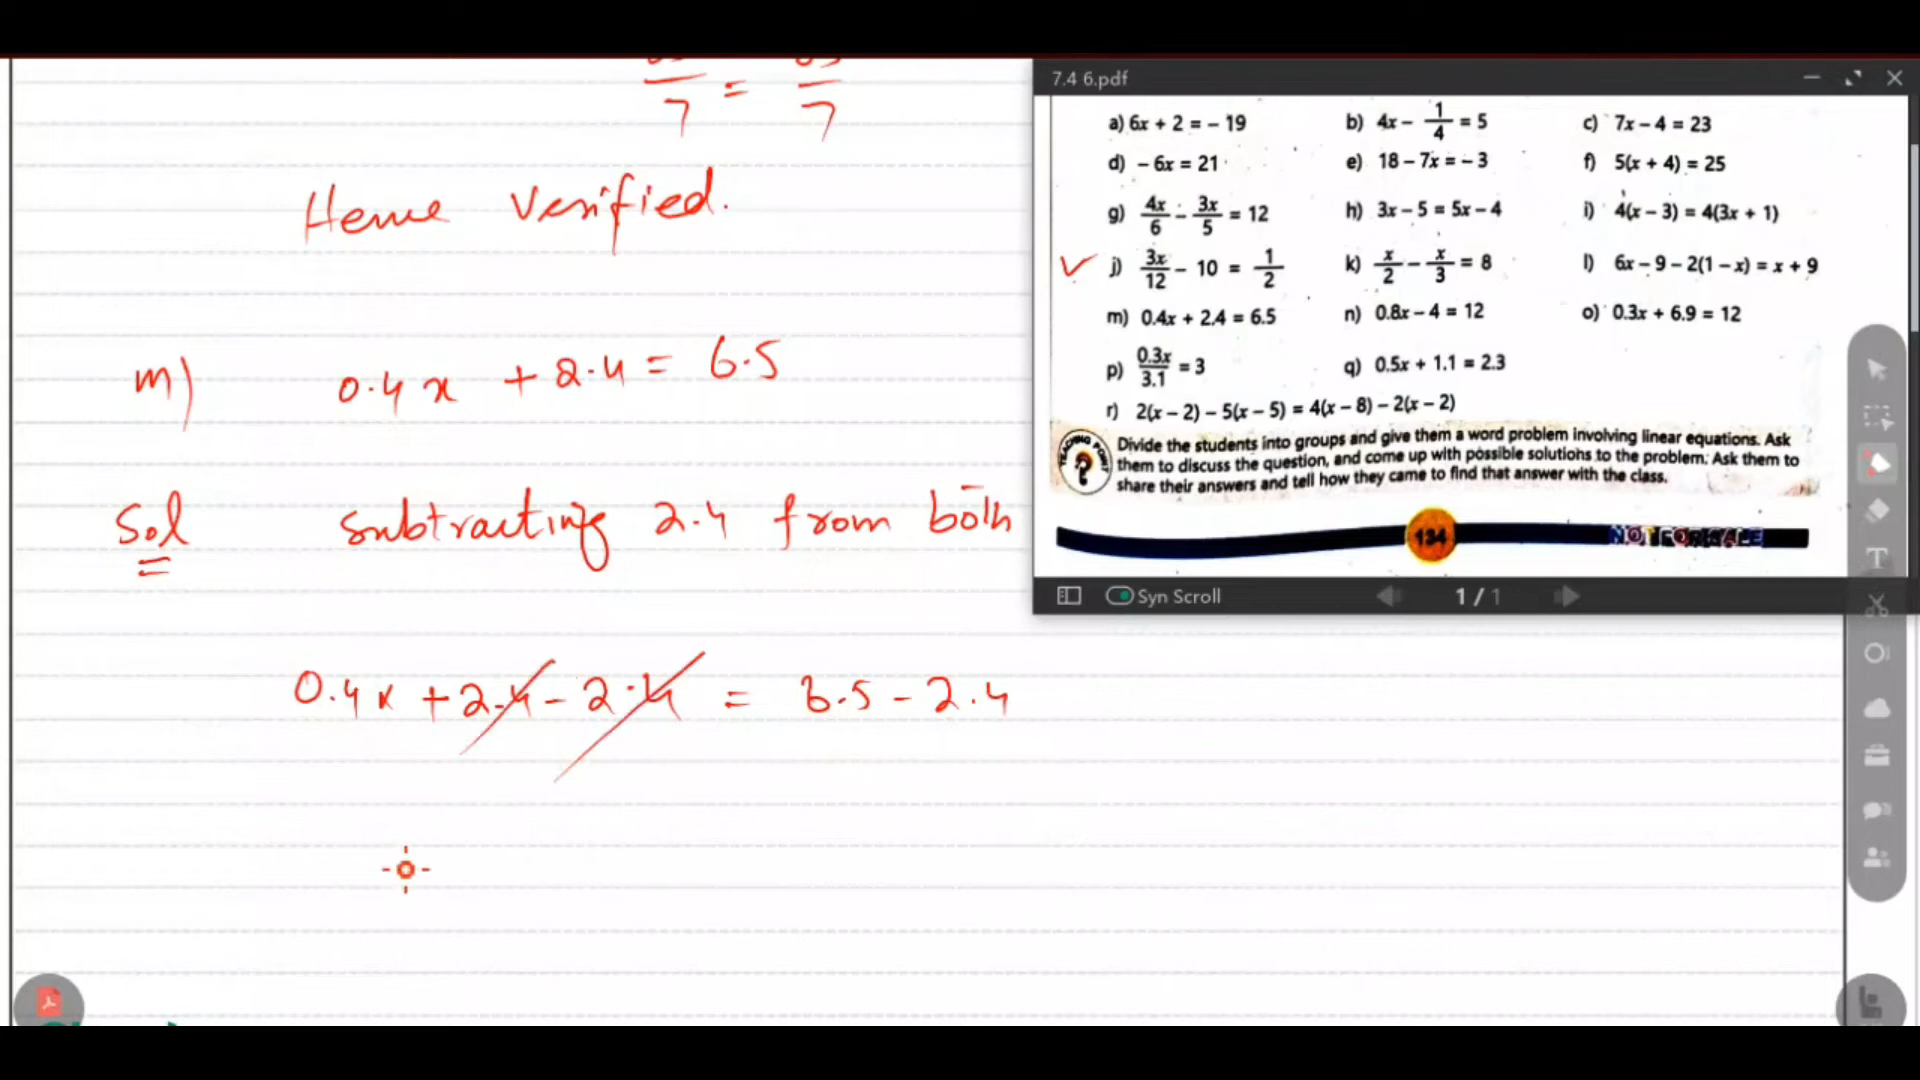 7 = 7
Hence Verified.
m) 0.4x + 2.4 = 6.5
Sol subtracting 2.4 from both
0.4x + 2.4 - 2.4 = 6.5 - 2.4
7.4 6.pdf
a) 6x + 2 = – 19 b) 4x – 1/4 = 5 c) 7x – 4 = 23
d) – 6x = 21 e) 18 – 7x = – 3 f) 5(x + 4) = 25
g) 4x/6 – 3x/5 = 12 h) 3x – 5 = 5x – 4 i) 4(x – 3) = 4(3x + 1)
✓ j) 3x/12 – 10 = 1/2 k) x/2 – x/3 = 8 l) 6x – 9 – 2(1 – x) = x + 9
m) 0.4x + 2.4 = 6.5 n) 0.8x – 4 = 12 o) 0.3x + 6.9 = 12
p) 0.3x/3.1 = 3 q) 0.5x + 1.1 = 2.3
r) 2(x – 2) – 5(x – 5) = 4(x – 8) – 2(x – 2)
TEACHING POINT
Divide the students into groups and give them a word problem involving linear equations. Ask
them to discuss the question, and come up with possible solutions to the problem. Ask them to
share their answers and tell how they came to find that answer with the class.
134 NOT FOR SALE
Syn Scroll 1 / 1
T